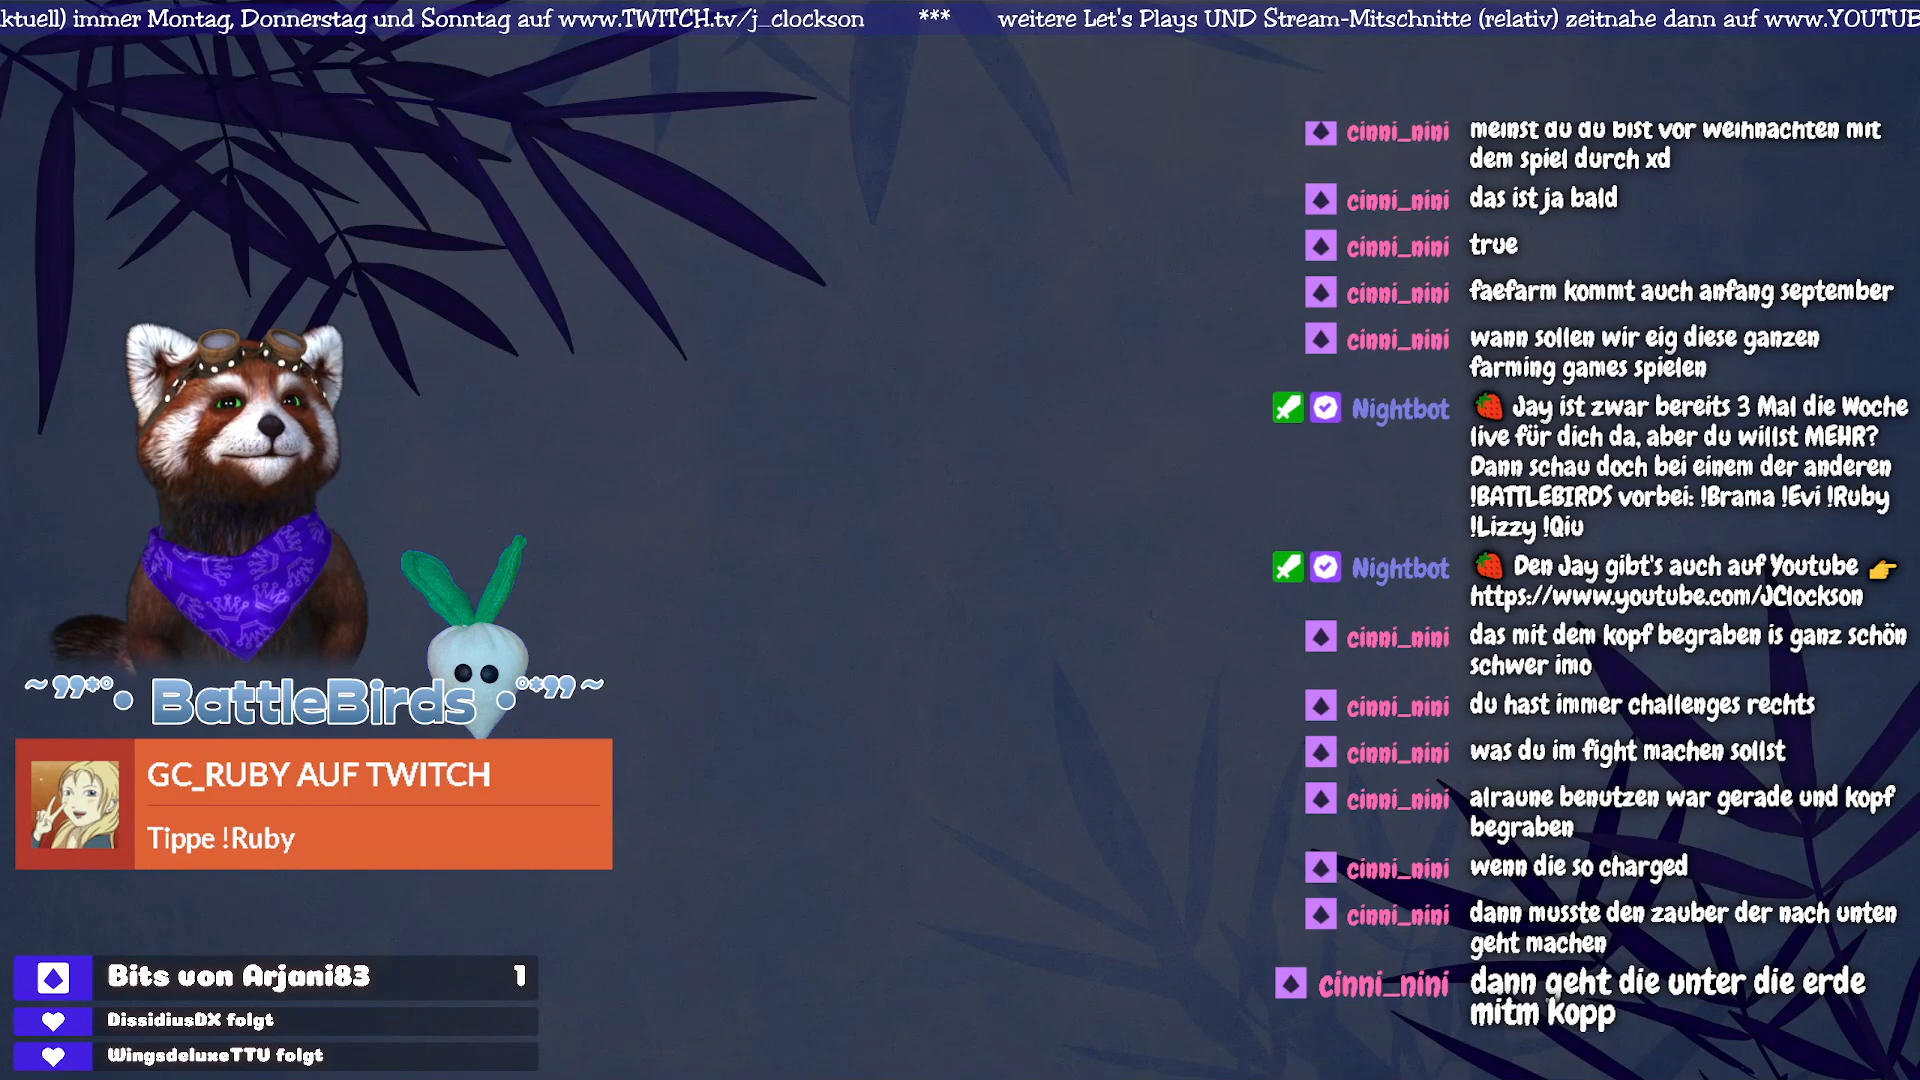 ktuell) immer Montag, Donnerstag und Sonntag auf www.TWITCH.tv/j_clockson *** weitere Let's Plays UND Stream-Mitschnitte (relativ) zeitnahe dann auf www.YOUTUB
cinni_nini meinst du du bist vor weihnachten mit
dem spiel durch xd
cinni_nini das ist ja bald
cinni_nini true
cinni_nini faefarm kommt auch anfang september
cinni_nini wann sollen wir eig diese ganzen
farming games spielen
Nightbot 🍓 Jay ist zwar bereits 3 Mal die Woche
live für dich da, aber du willst MEHR?
Dann schau doch bei einem der anderen
!BATTLEBIRDS vorbei: !Brama !Evi !Ruby
!Lizzy !Qiu
Nightbot 🍓 Den Jay gibt's auch auf Youtube 👉
https://www.youtube.com/JClockson
cinni_nini das mit dem kopf begraben is ganz schön
schwer imo
cinni_nini du hast immer challenges rechts
cinni_nini was du im fight machen sollst
cinni_nini alraune benutzen war gerade und kopf
begraben
cinni_nini wenn die so charged
cinni_nini dann musste den zauber der nach unten
geht machen
cinni_nini dann geht die unter die erde
mitm kopp
~”*°• BattleBirds •°*”~
GC_RUBY AUF TWITCH
Tippe !Ruby
Bits von Arjani83 1
DissidiusDX folgt
WingsdeluxeTTV folgt